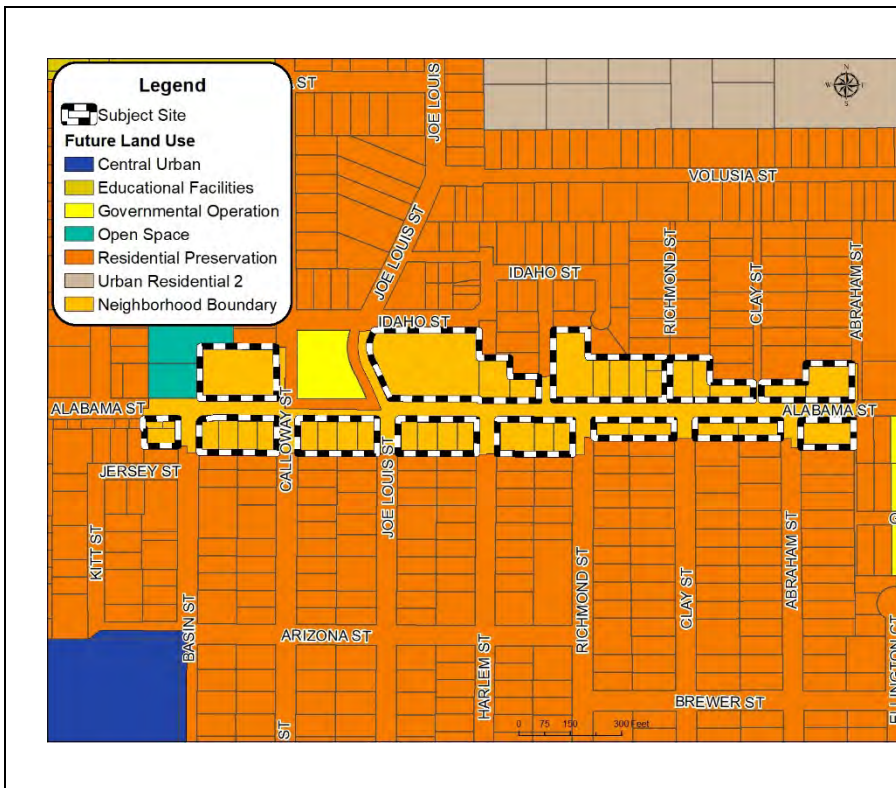 Legend
Subject Site
Future Land Use
Central Urban
Educational Facilities
Governmental Operation
Open Space
Residential Preservation
Urban Residential 2
Neighborhood Boundary
ST
JOE LOUIS
N
W E
S
VOLUSIA ST
JOE LOUIS ST
IDAHO ST
RICHMOND ST
CLAY ST
ABRAHAM ST
IDAHO ST
ALABAMA ST
ALABAMA ST
CALLOWAY ST
JOE LOUIS ST
JERSEY ST
KITT ST
BASIN ST
ARIZONA ST
HARLEM ST
RICHMOND ST
CLAY ST
ABRAHAM ST
ELLINGTON ST
BREWER ST
ST
0 75 150 300 Feet